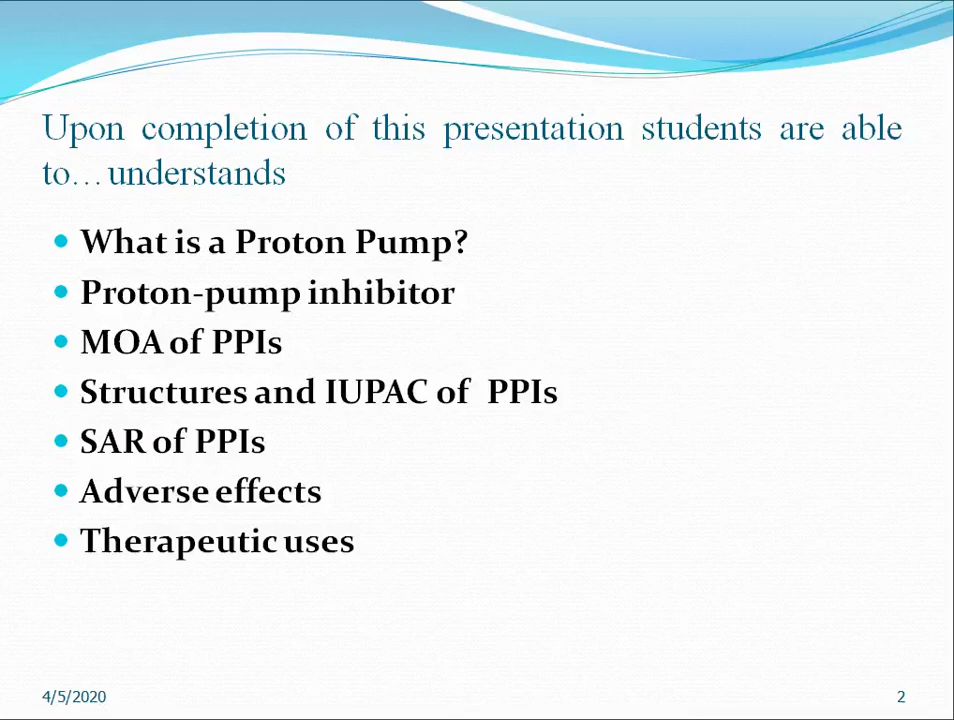 Upon completion of this presentation students are able
to…understands
What is a Proton Pump?
Proton-pump inhibitor
MOA of PPIs
Structures and IUPAC of PPIs
SAR of PPIs
Adverse effects
Therapeutic uses
4/5/2020
2